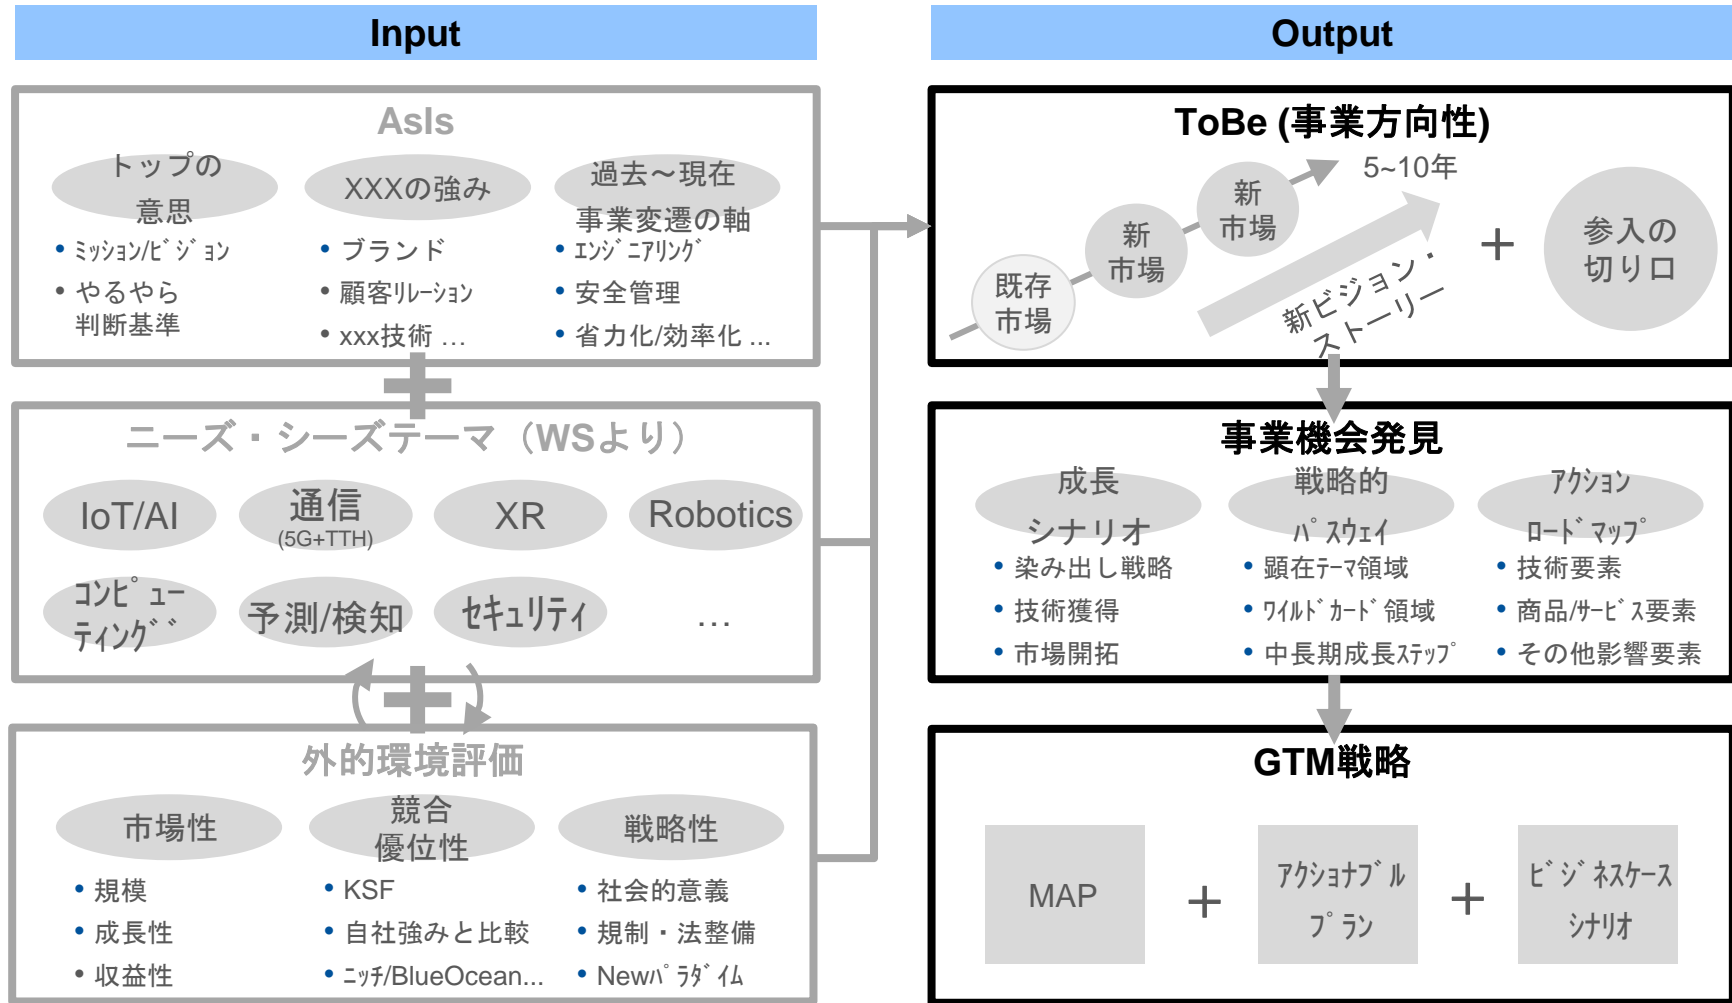 Input
AsIs
トップの
意思
XXXの強み
過去～現在
事業変遷の軸
• ﾐｯｼｮﾝ/ﾋﾞｼﾞｮﾝ
• やるやら
判断基準
• ブランド
• 顧客ﾘﾚｰｼｮﾝ
• xxx技術 …
• ｴﾝｼﾞﾆｱﾘﾝｸﾞ
• 安全管理
• 省力化/効率化 ...
ニーズ・シーズテーマ（WSより）
IoT/AI
通信
(5G+TTH)
XR
Robotics
ｺﾝﾋﾟｭｰ
ﾃｨﾝｸﾞﾞ
予測/検知
ｾｷｭﾘﾃｨ
…
外的環境評価
市場性
競合
優位性
戦略性
• 規模
• 成長性
• 収益性
• KSF
• 自社強みと比較
• ﾆｯﾁ/BlueOcean...
• 社会的意義
• 規制・法整備
• Newﾊﾟﾗﾀﾞｲﾑ
Output
ToBe (事業方向性)
既存
市場
新
市場
新
市場
5~10年
新ビジョン・
ストーリー
+
参入の
切り口
事業機会発見
成長
シナリオ
戦略的
ﾊﾟｽｳｪｲ
ｱｸｼｮﾝ
ﾛｰﾄﾞﾏｯﾌﾟ
• 染み出し戦略
• 技術獲得
• 市場開拓
• 顕在ﾃｰﾏ領域
• ﾜｲﾙﾄﾞｶｰﾄﾞ領域
• 中長期成長ｽﾃｯﾌﾟ
• 技術要素
• 商品/ｻｰﾋﾞｽ要素
• その他影響要素
GTM戦略
MAP
+
ｱｸｼｮﾅﾌﾞﾙ
ﾌﾟﾗﾝ
+
ﾋﾞｼﾞﾈｽｹｰｽ
ｼﾅﾘｵ